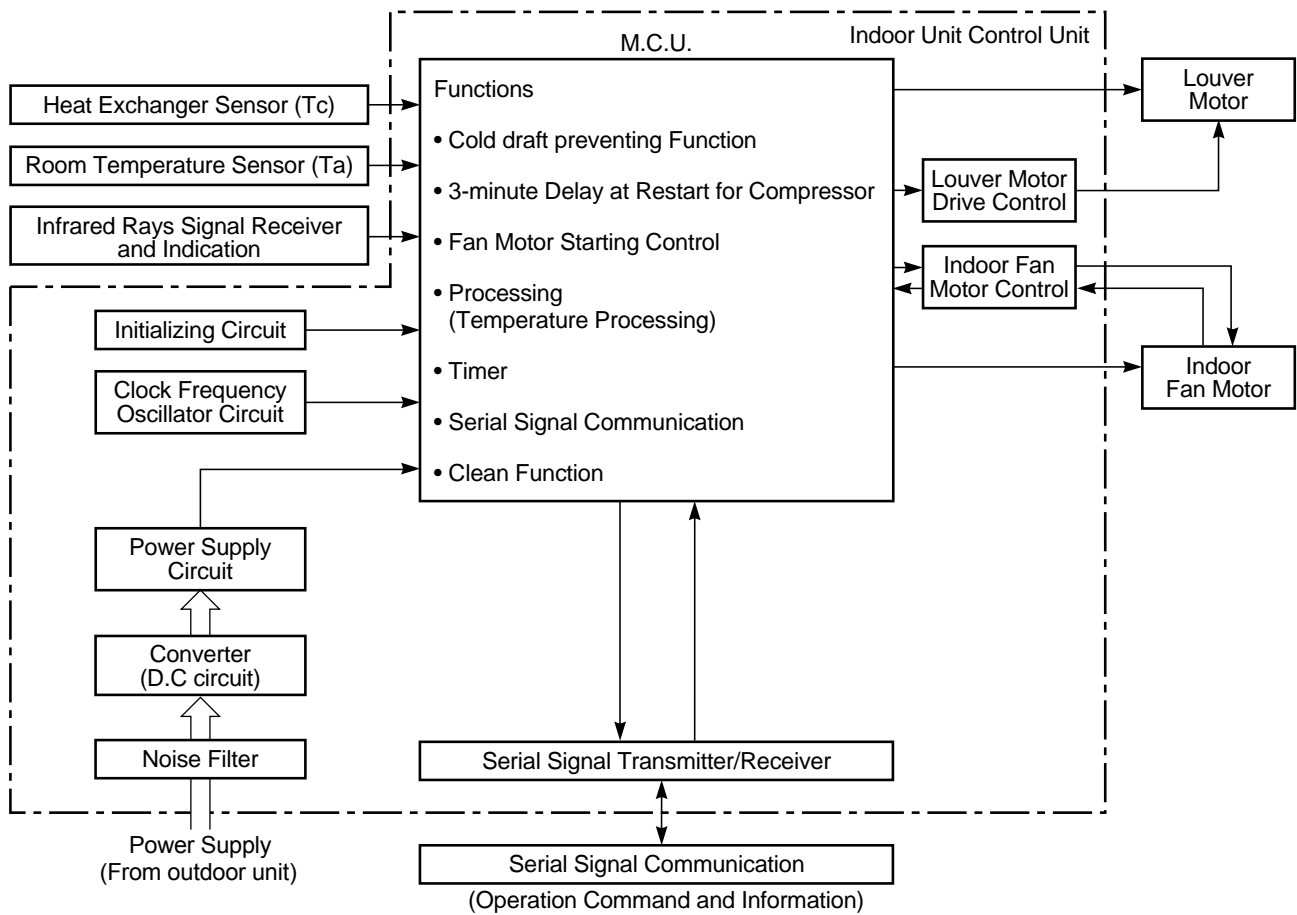 M.C.U.
Indoor Unit Control Unit
Heat Exchanger Sensor (Tc)
Room Temperature Sensor (Ta)
Infrared Rays Signal Receiver
and Indication
Initializing Circuit
Clock Frequency
Oscillator Circuit
Power Supply
Circuit
Converter
(D.C circuit)
Noise Filter
Power Supply
(From outdoor unit)
Functions
• Cold draft preventing Function
• 3-minute Delay at Restart for Compressor
• Fan Motor Starting Control
• Processing
(Temperature Processing)
• Timer
• Serial Signal Communication
• Clean Function
Louver
Motor
Louver Motor
Drive Control
Indoor Fan
Motor Control
Indoor
Fan Motor
Serial Signal Transmitter/Receiver
Serial Signal Communication
(Operation Command and Information)